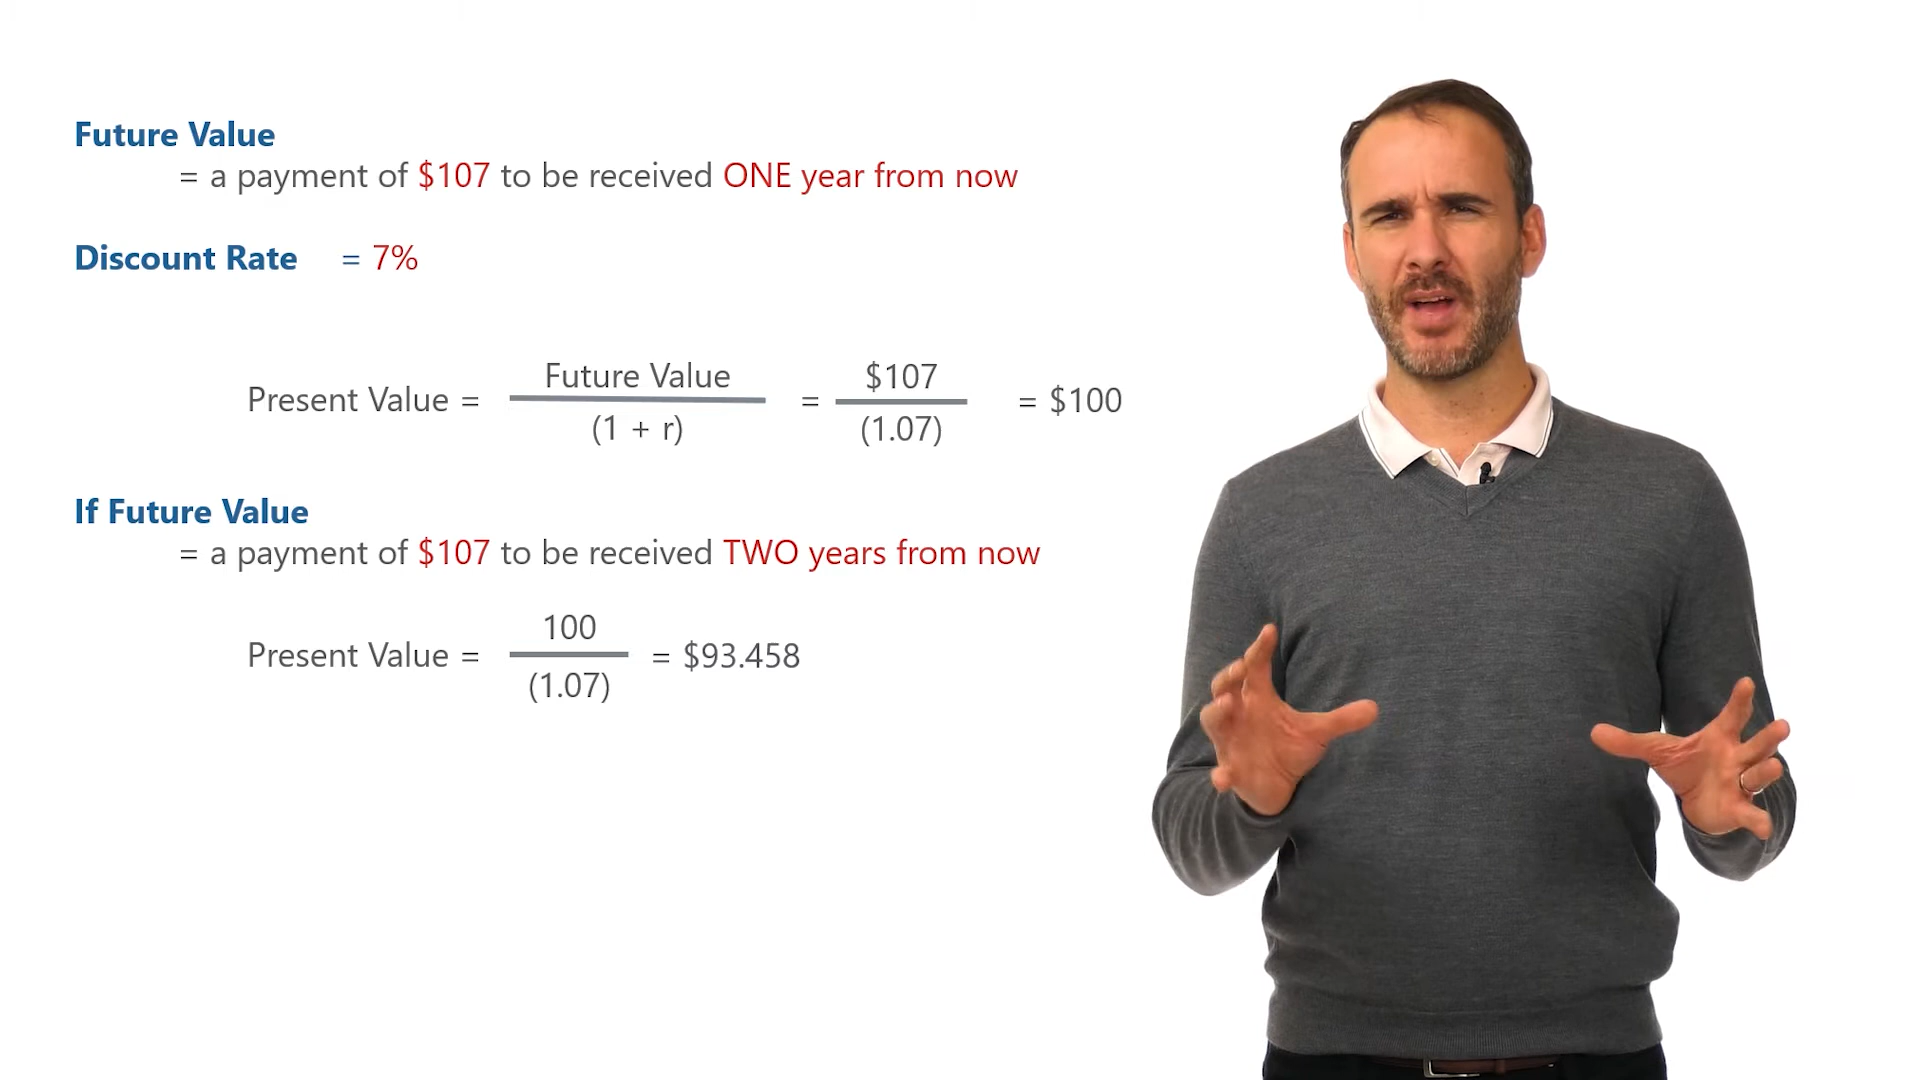 Future Value
= a payment of $107 to be received ONE year from now
Discount Rate = 7%
Present Value = Future Value / (1 + r) = $107 / (1.07) = $100
If Future Value
= a payment of $107 to be received TWO years from now
Present Value = 100 / (1.07) = $93.458